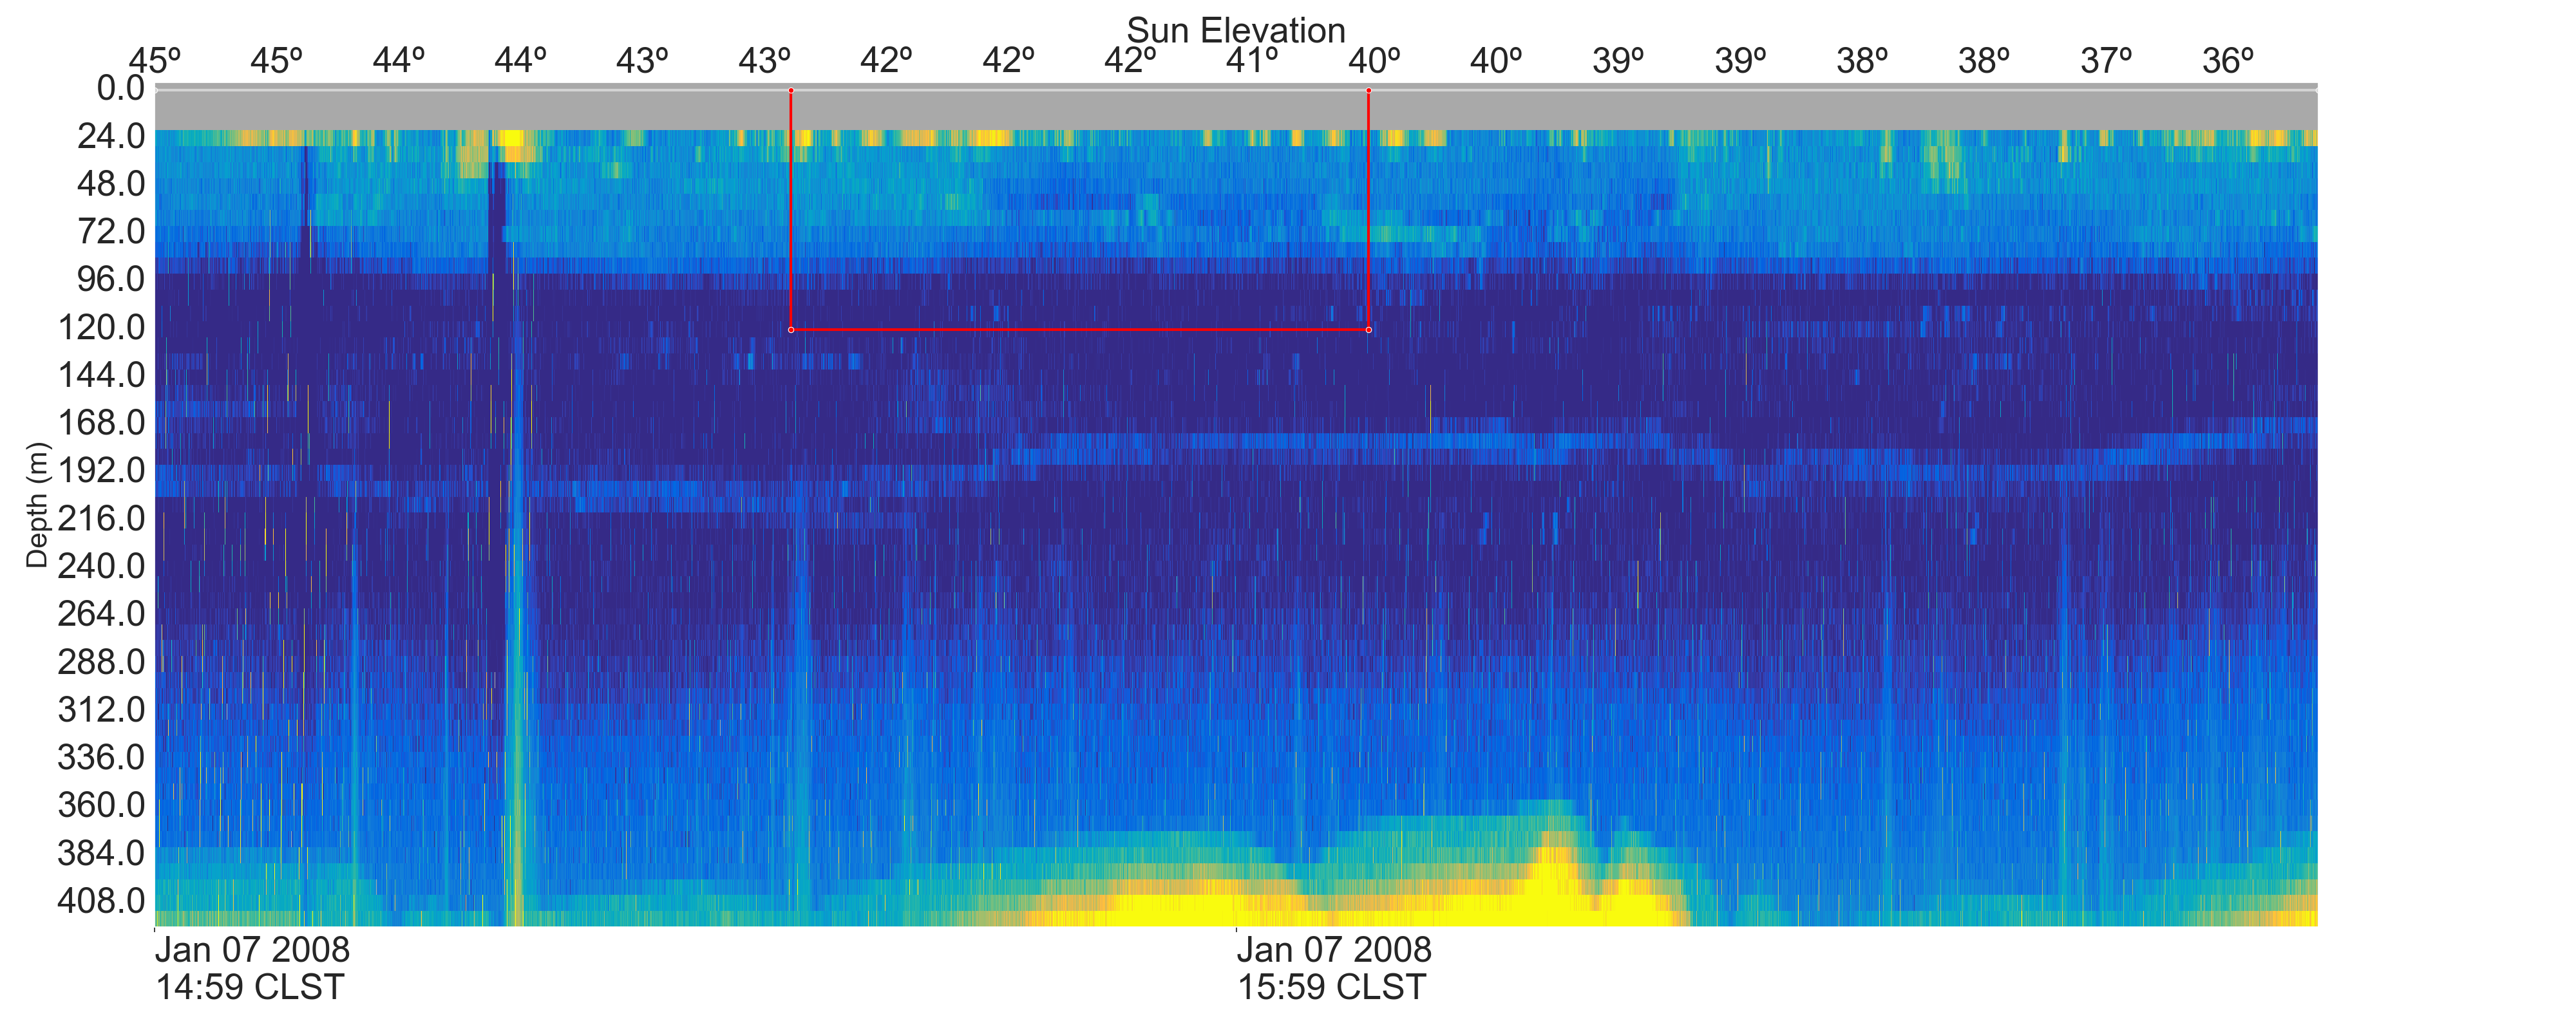 Sun Elevation
45º 45º 44º 44º 43º 43º 42º 42º 42º 41º 40º 40º 39º 39º 38º 38º 37º 36º
0.0
24.0
48.0
72.0
96.0
120.0
144.0
168.0
192.0
216.0
240.0
264.0
288.0
312.0
336.0
360.0
384.0
408.0
Depth (m)
Jan 07 2008
14:59 CLST
Jan 07 2008
15:59 CLST